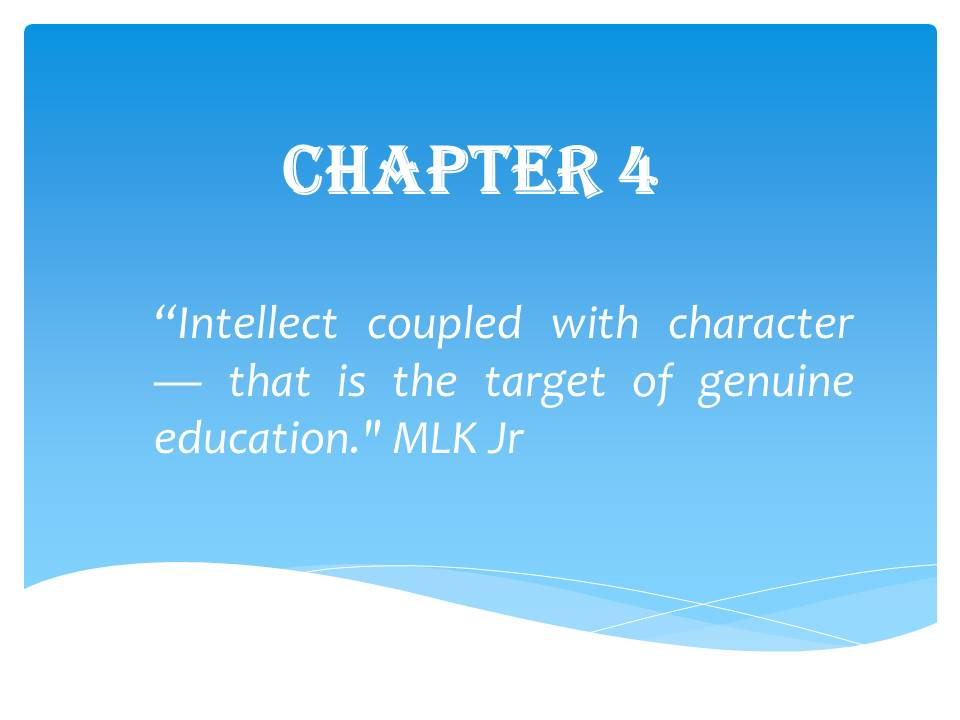 CHAPTER 4
“Intellect coupled with character
— that is the target of genuine
education." MLK Jr